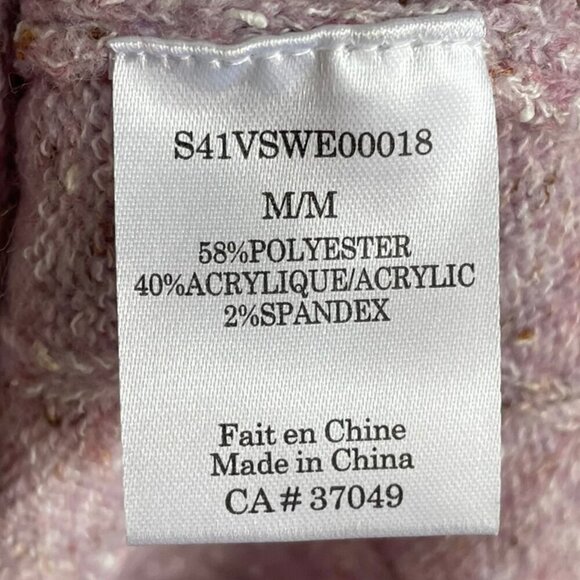 S41VSWE00018
M/M
58%POLYESTER
40%ACRYLIQUE/ACRYLIC
2%SPANDEX
Fait en Chine
Made in China
CA # 37049